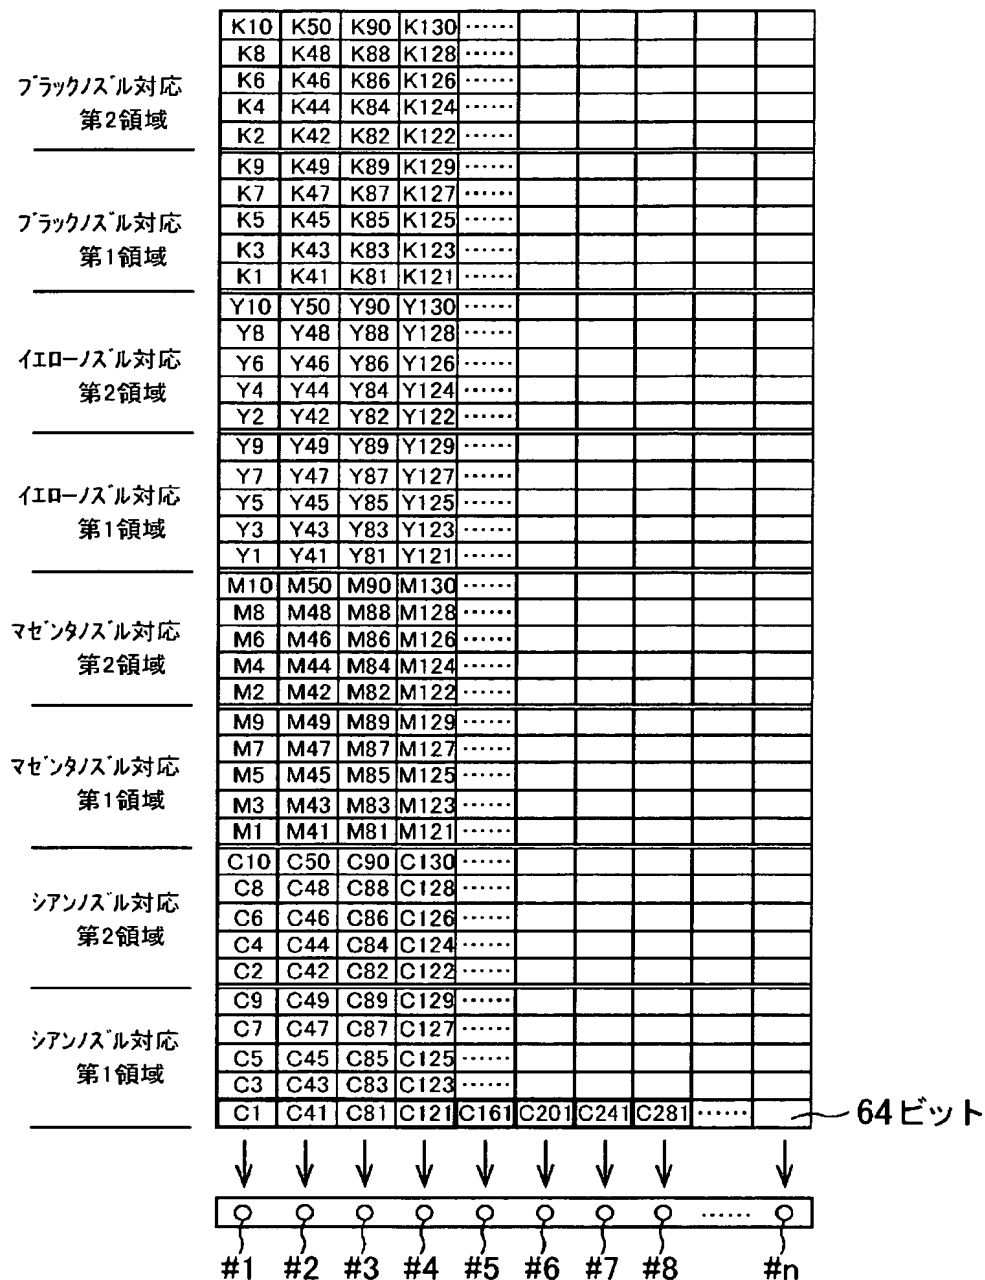 K10 K50 K90 K130 ……
K8 K48 K88 K128 ……
K6 K46 K86 K126 ……
K4 K44 K84 K124 ……
K2 K42 K82 K122 ……
ブラックノズル対応
第2領域
K9 K49 K89 K129 ……
K7 K47 K87 K127 ……
K5 K45 K85 K125 ……
K3 K43 K83 K123 ……
K1 K41 K81 K121 ……
ブラックノズル対応
第1領域
Y10 Y50 Y90 Y130 ……
Y8 Y48 Y88 Y128 ……
Y6 Y46 Y86 Y126 ……
Y4 Y44 Y84 Y124 ……
Y2 Y42 Y82 Y122 ……
イエローノズル対応
第2領域
Y9 Y49 Y89 Y129 ……
Y7 Y47 Y87 Y127 ……
Y5 Y45 Y85 Y125 ……
Y3 Y43 Y83 Y123 ……
Y1 Y41 Y81 Y121 ……
イエローノズル対応
第1領域
M10 M50 M90 M130 ……
M8 M48 M88 M128 ……
M6 M46 M86 M126 ……
M4 M44 M84 M124 ……
M2 M42 M82 M122 ……
マゼンタノズル対応
第2領域
M9 M49 M89 M129 ……
M7 M47 M87 M127 ……
M5 M45 M85 M125 ……
M3 M43 M83 M123 ……
M1 M41 M81 M121 ……
マゼンタノズル対応
第1領域
C10 C50 C90 C130 ……
C8 C48 C88 C128 ……
C6 C46 C86 C126 ……
C4 C44 C84 C124 ……
C2 C42 C82 C122 ……
シアンノズル対応
第2領域
C9 C49 C89 C129 ……
C7 C47 C87 C127 ……
C5 C45 C85 C125 ……
C3 C43 C83 C123 ……
C1 C41 C81 C121 C161 C201 C241 C281 ……
シアンノズル対応
第1領域
64ビット
……
#1 #2 #3 #4 #5 #6 #7 #8 #n